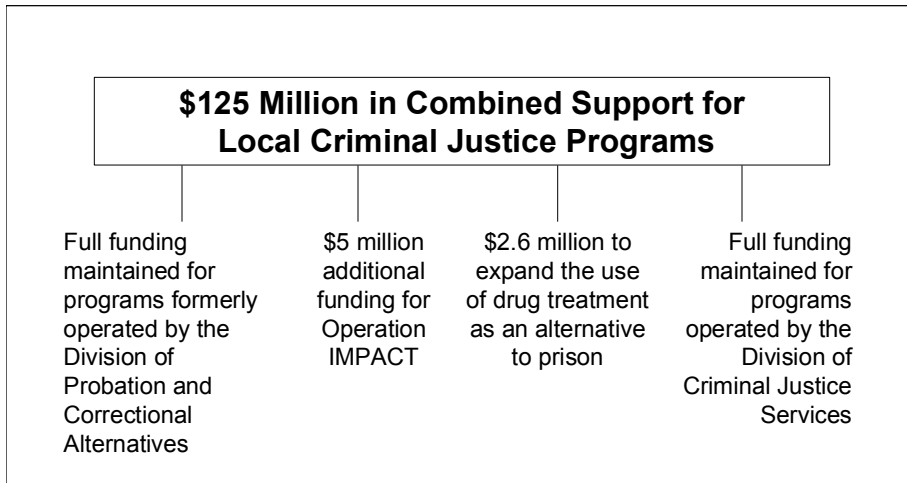 $125 Million in Combined Support for
Local Criminal Justice Programs
Full funding
maintained for
programs formerly
operated by the
Division of
Probation and
Correctional
Alternatives
$5 million
additional
funding for
Operation
IMPACT
$2.6 million to
expand the use
of drug treatment
as an alternative
to prison
Full funding
maintained for
programs
operated by the
Division of
Criminal Justice
Services